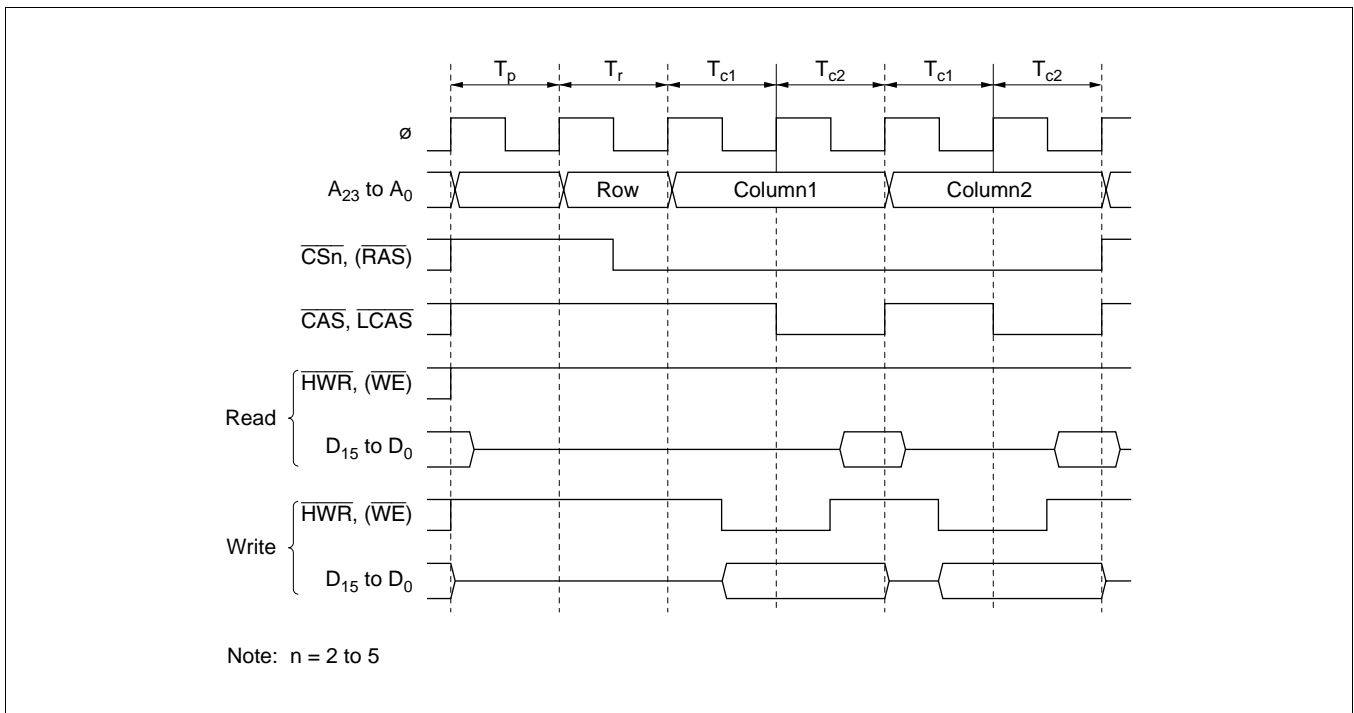 Tp Tr Tc1 Tc2 Tc1 Tc2
ø
A23 to A0 Row Column1 Column2
CSn, (RAS)
CAS, LCAS
HWR, (WE)
Read
D15 to D0
HWR, (WE)
Write
D15 to D0
Note: n = 2 to 5